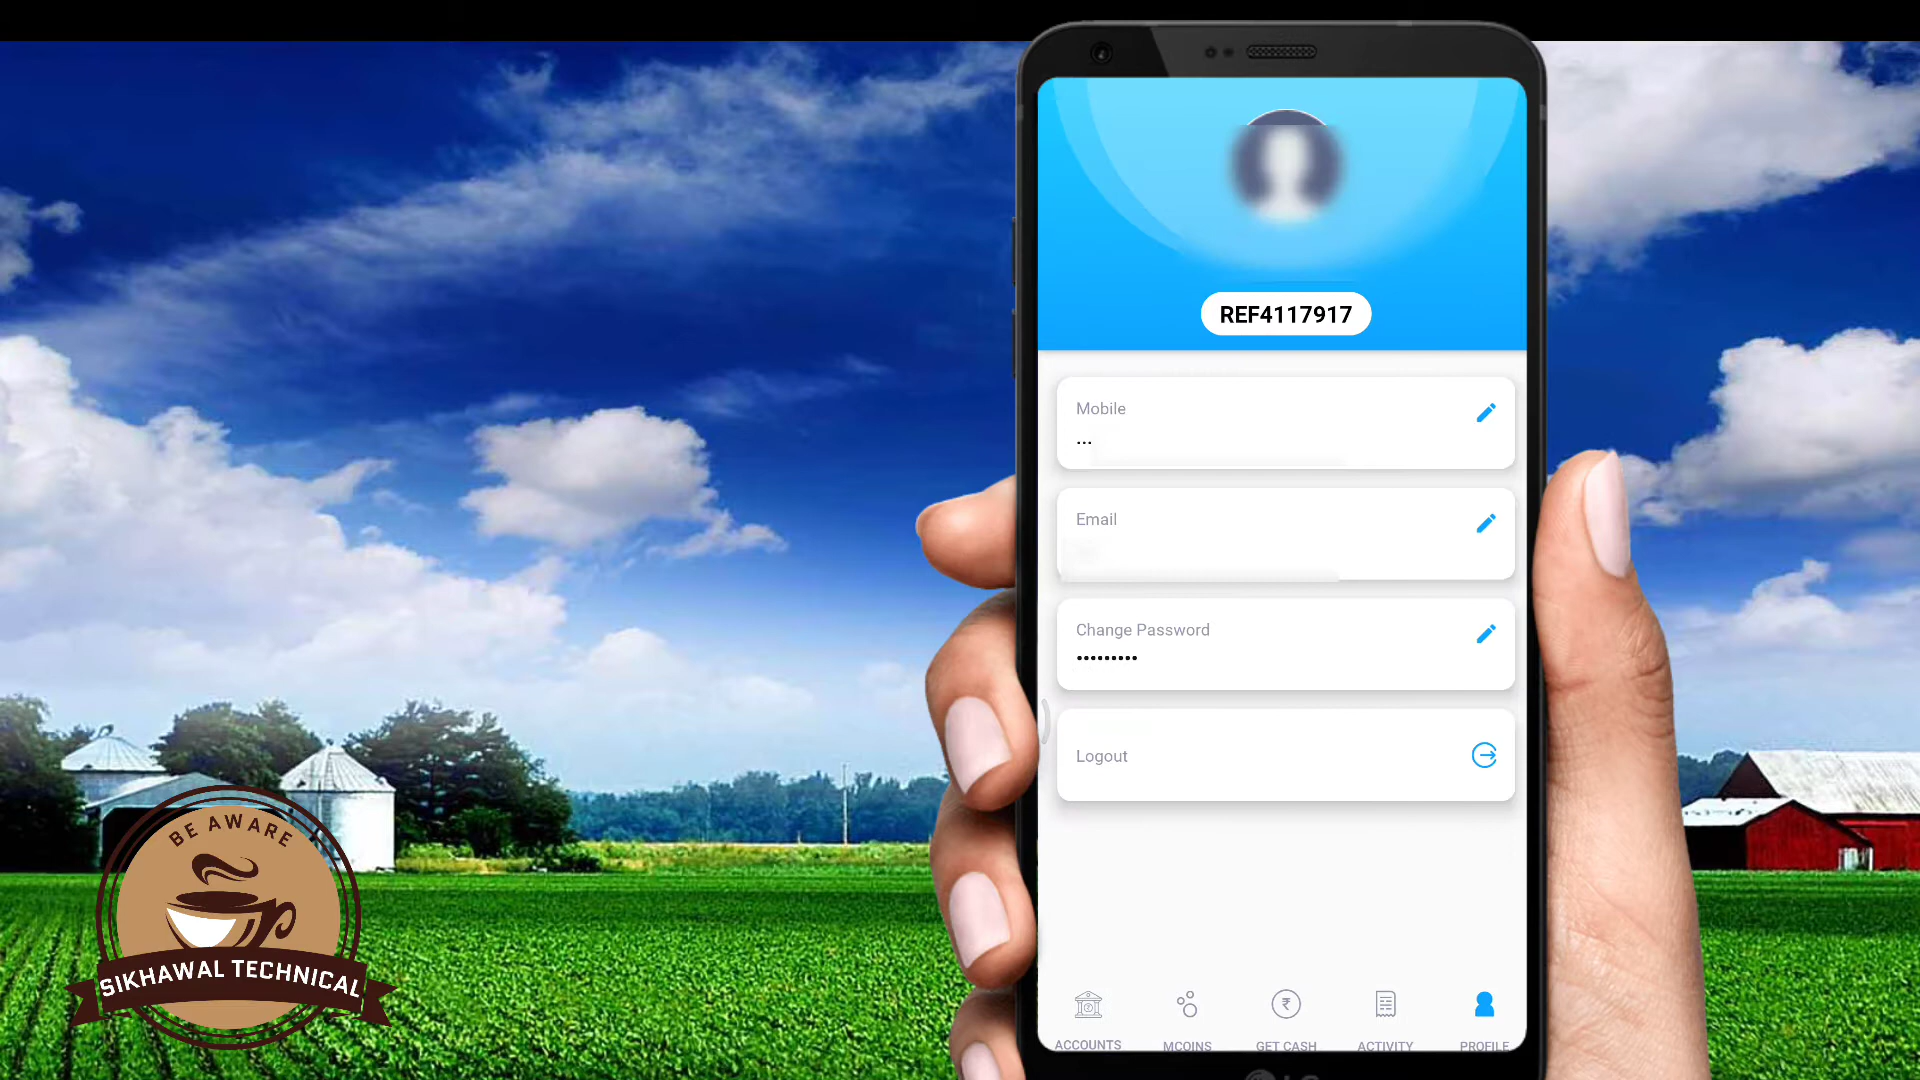 REF4117917
Mobile
...
Email
Change Password
•••••••••
Logout
ACCOUNTS
MCOINS
GET CASH
ACTIVITY
PROFILE
BE AWARE
SIKHAWAL TECHNICAL